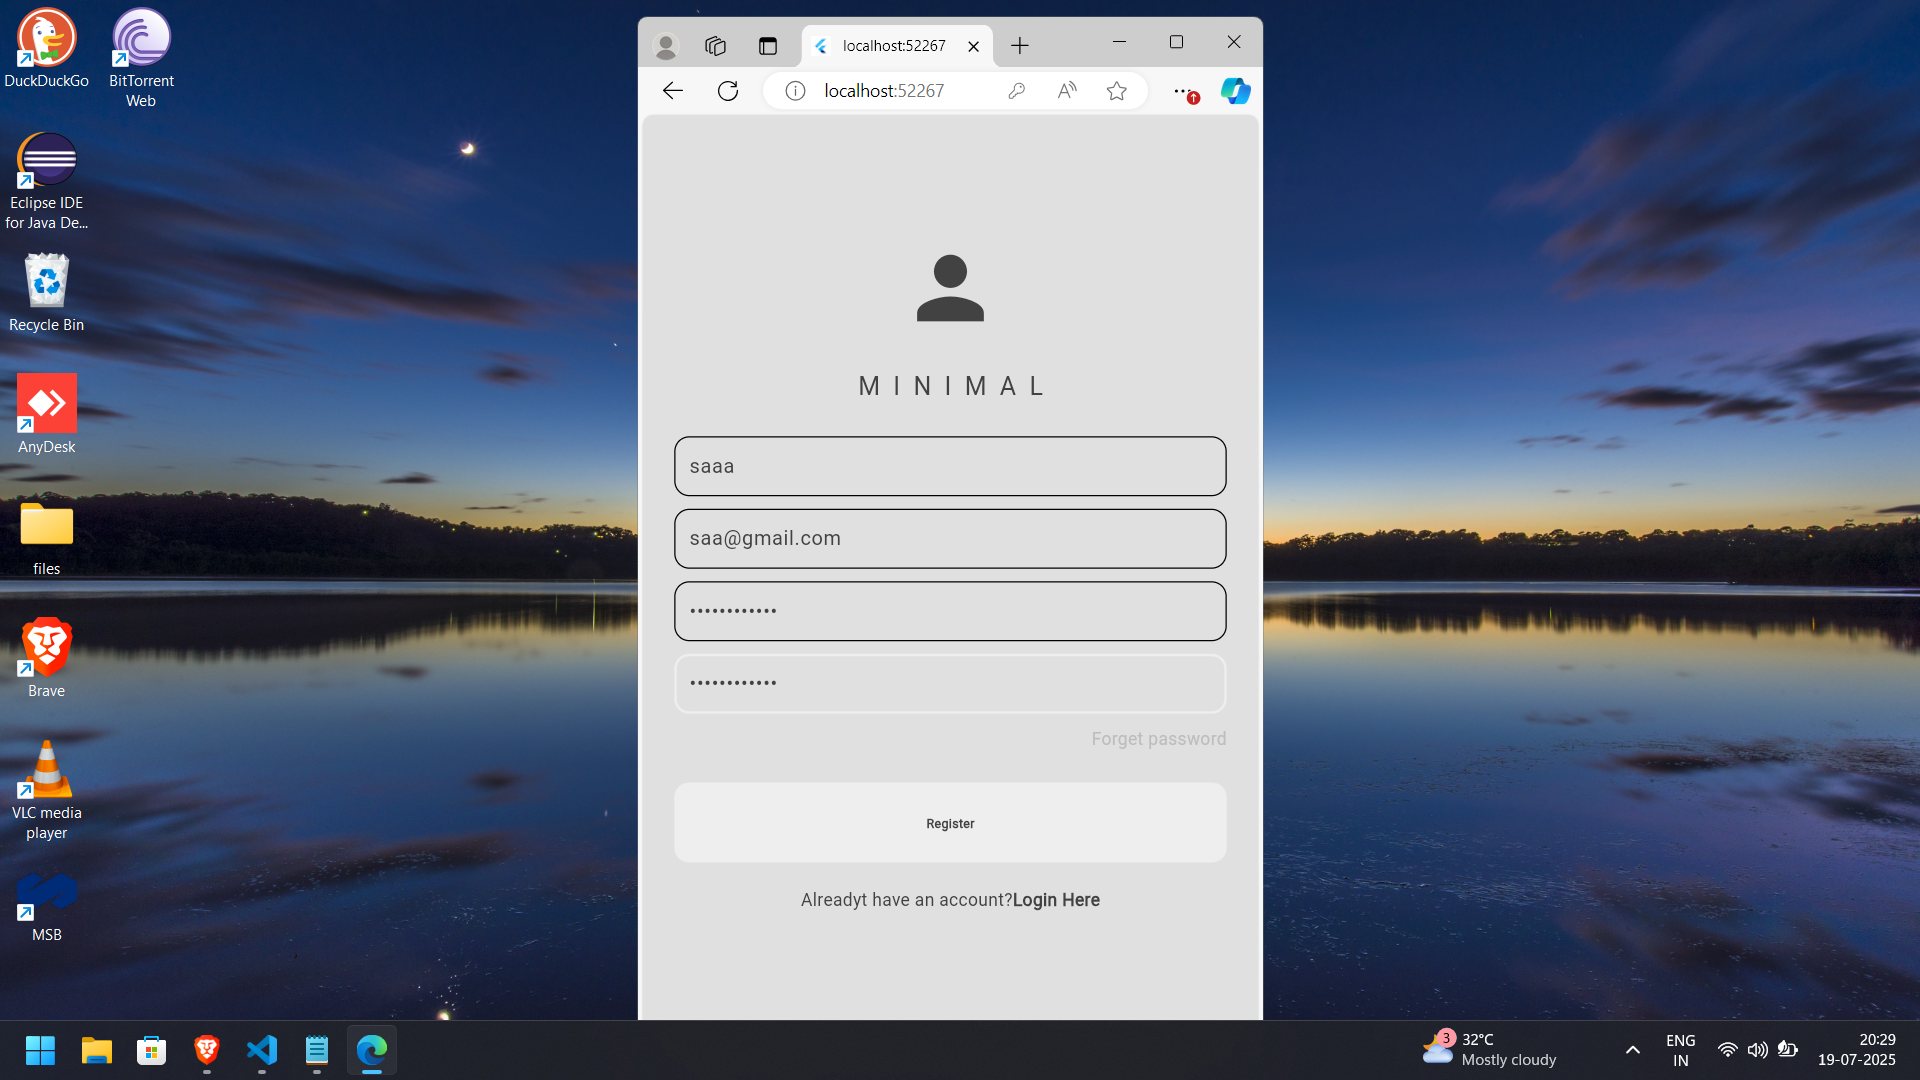 DuckDuckGo
BitTorrent
Web
Eclipse IDE
for Java De...
Recycle Bin
AnyDesk
files
Brave
VLC media
player
MSB
localhost:52267
localhost:52267
MINIMAL
saaa
saa@gmail.com
••••••••••••
••••••••••••
Forget password
Register
Alreadyt have an account?Login Here
3
32°C
Mostly cloudy
ENG
IN
20:29
19-07-2025